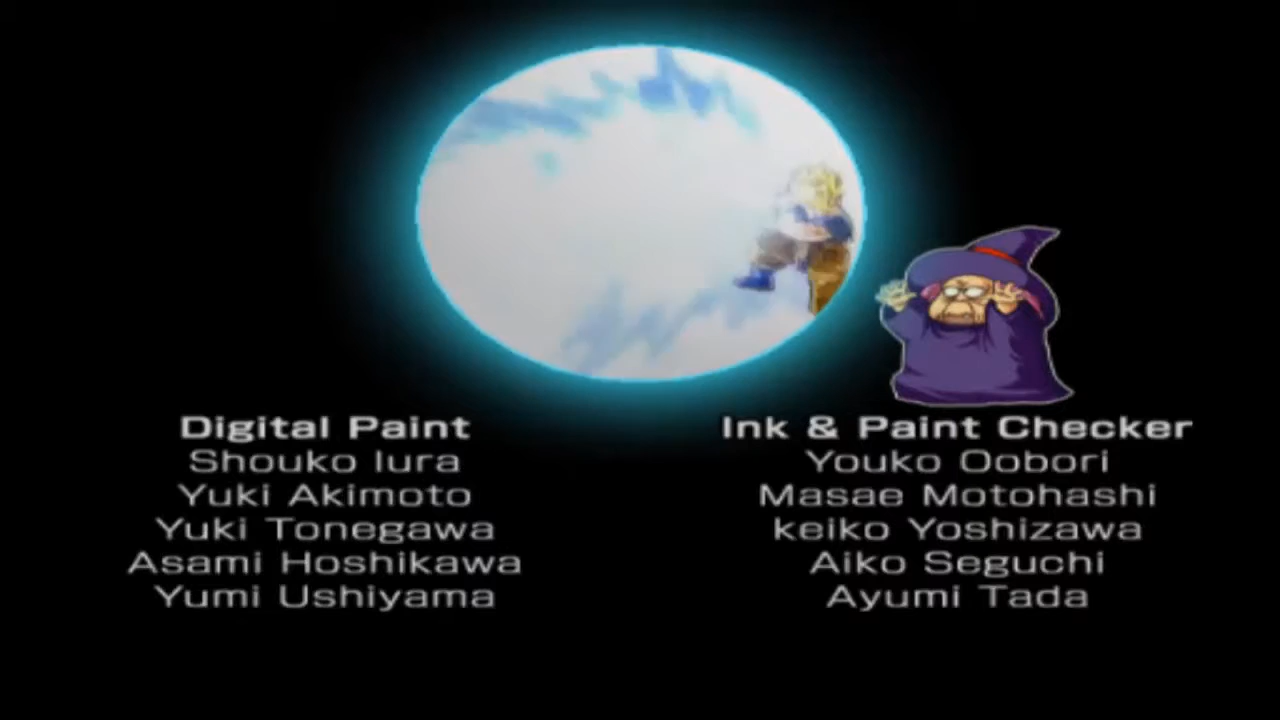 Digital Paint
Shouko Iura
Yuki Akimoto
Yuki Tonegawa
Asami Hoshikawa
Yumi Ushiyama
Ink & Paint Checker
Youko Oobori
Masae Motohashi
keiko Yoshizawa
Aiko Seguchi
Ayumi Tada